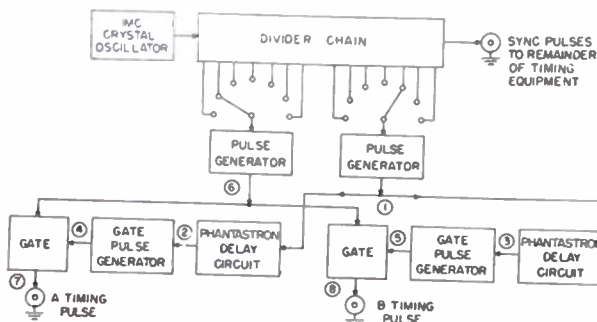 1MC
CRYSTAL
OSCILLATOR
DIVIDER CHAIN
SYNC PULSES
TO REMAINDER
OF TIMING
EQUIPMENT
PULSE
GENERATOR
PULSE
GENERATOR
6
1
GATE
4
GATE
PULSE
GENERATOR
2
PHANTASTRON
DELAY
CIRCUIT
GATE
5
GATE
PULSE
GENERATOR
3
PHANTASTRON
DELAY
CIRCUIT
7
A TIMING
PULSE
8
B TIMING
PULSE